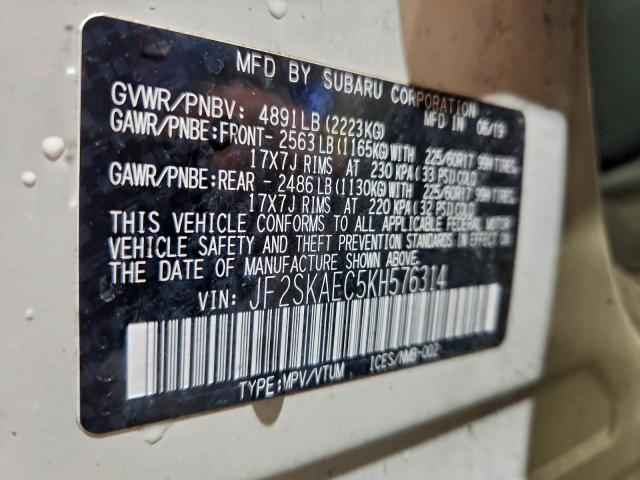 MFD BY SUBARU CORPORATION
MFD IN 06/19
GVWR/PNBV: 4891LB (2223KG)
GAWR/PNBE:FRONT- 2563LB(1165KG)WITH 225/60R17 99H TIRES,
17X7J RIMS AT 230 KPA(33 PSI)COLD
GAWR/PNBE:REAR - 2486LB(1130KG)WITH 225/60R17 99H TIRES,
17X7J RIMS AT 220 KPA(32 PSI)COLD
THIS VEHICLE CONFORMS TO ALL APPLICABLE FEDERAL MOTOR
VEHICLE SAFETY AND THEFT PREVENTION STANDARDS IN EFFECT ON
THE DATE OF MANUFACTURE SHOWN ABOVE.
VIN: JF2SKAEC5KH576314
TYPE:MPV/VTUM ICES/NMB-002